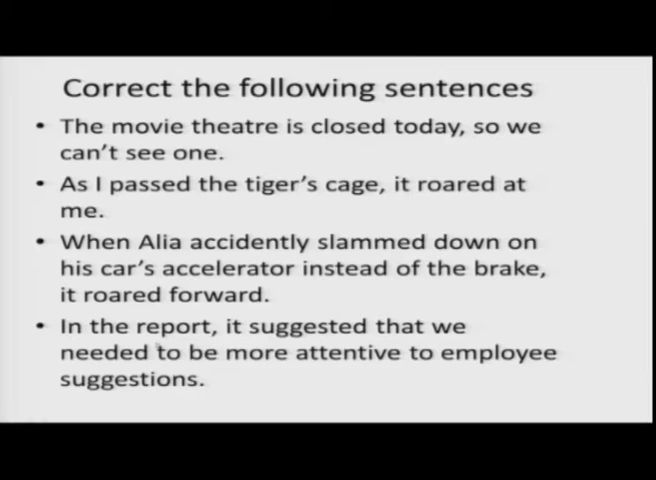 Correct the following sentences
• The movie theatre is closed today, so we
can't see one.
• As I passed the tiger's cage, it roared at
me.
• When Alia accidently slammed down on
his car's accelerator instead of the brake,
it roared forward.
• In the report, it suggested that we
needed to be more attentive to employee
suggestions.